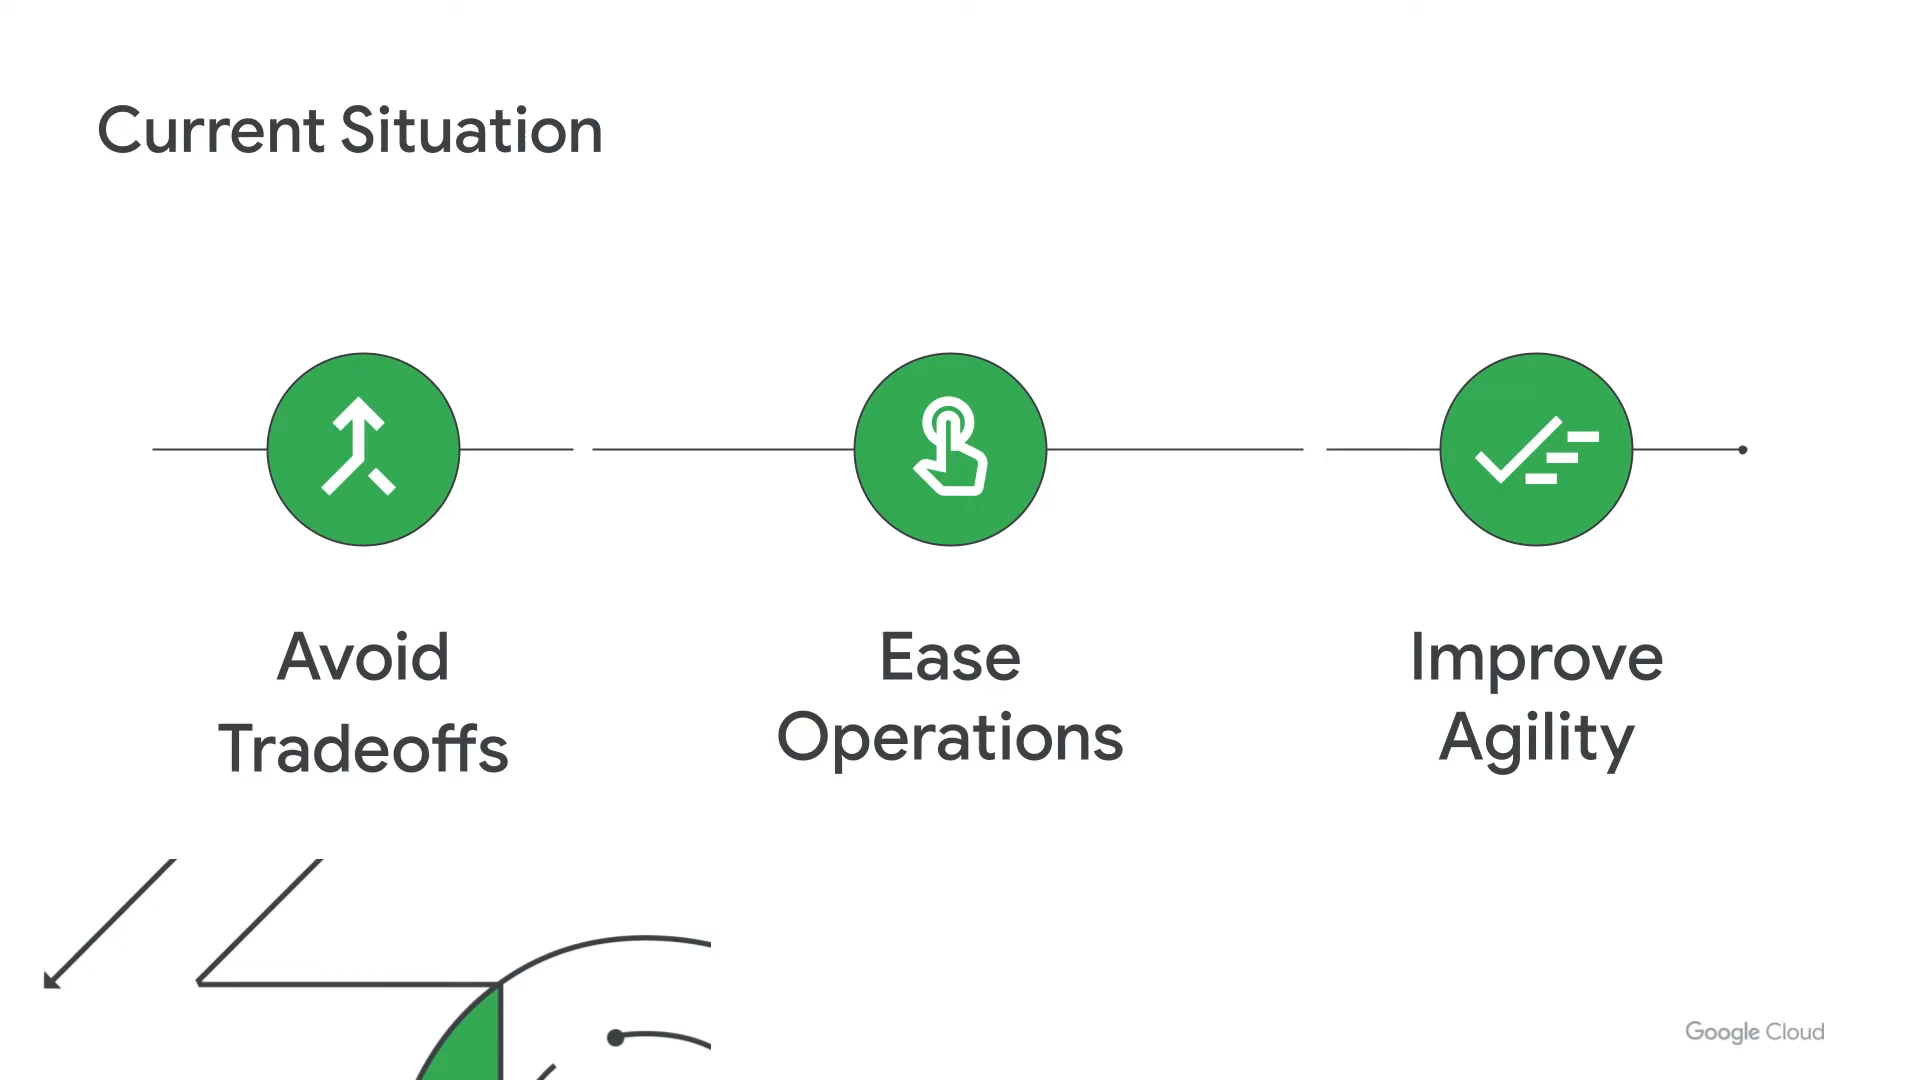 Current Situation
Avoid
Tradeoffs
Ease
Operations
Improve
Agility
Google Cloud